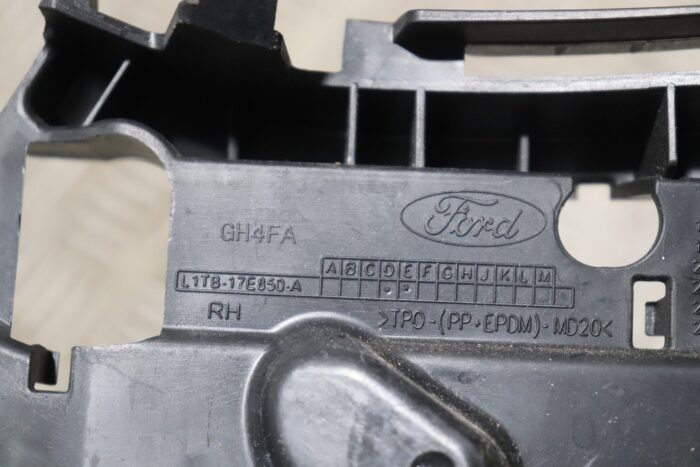 Ford
GH4FA
A B C D E F G H J K L M
L1TB-17E850-A
RH
>TPO-(PP+EPDM)-MD20<